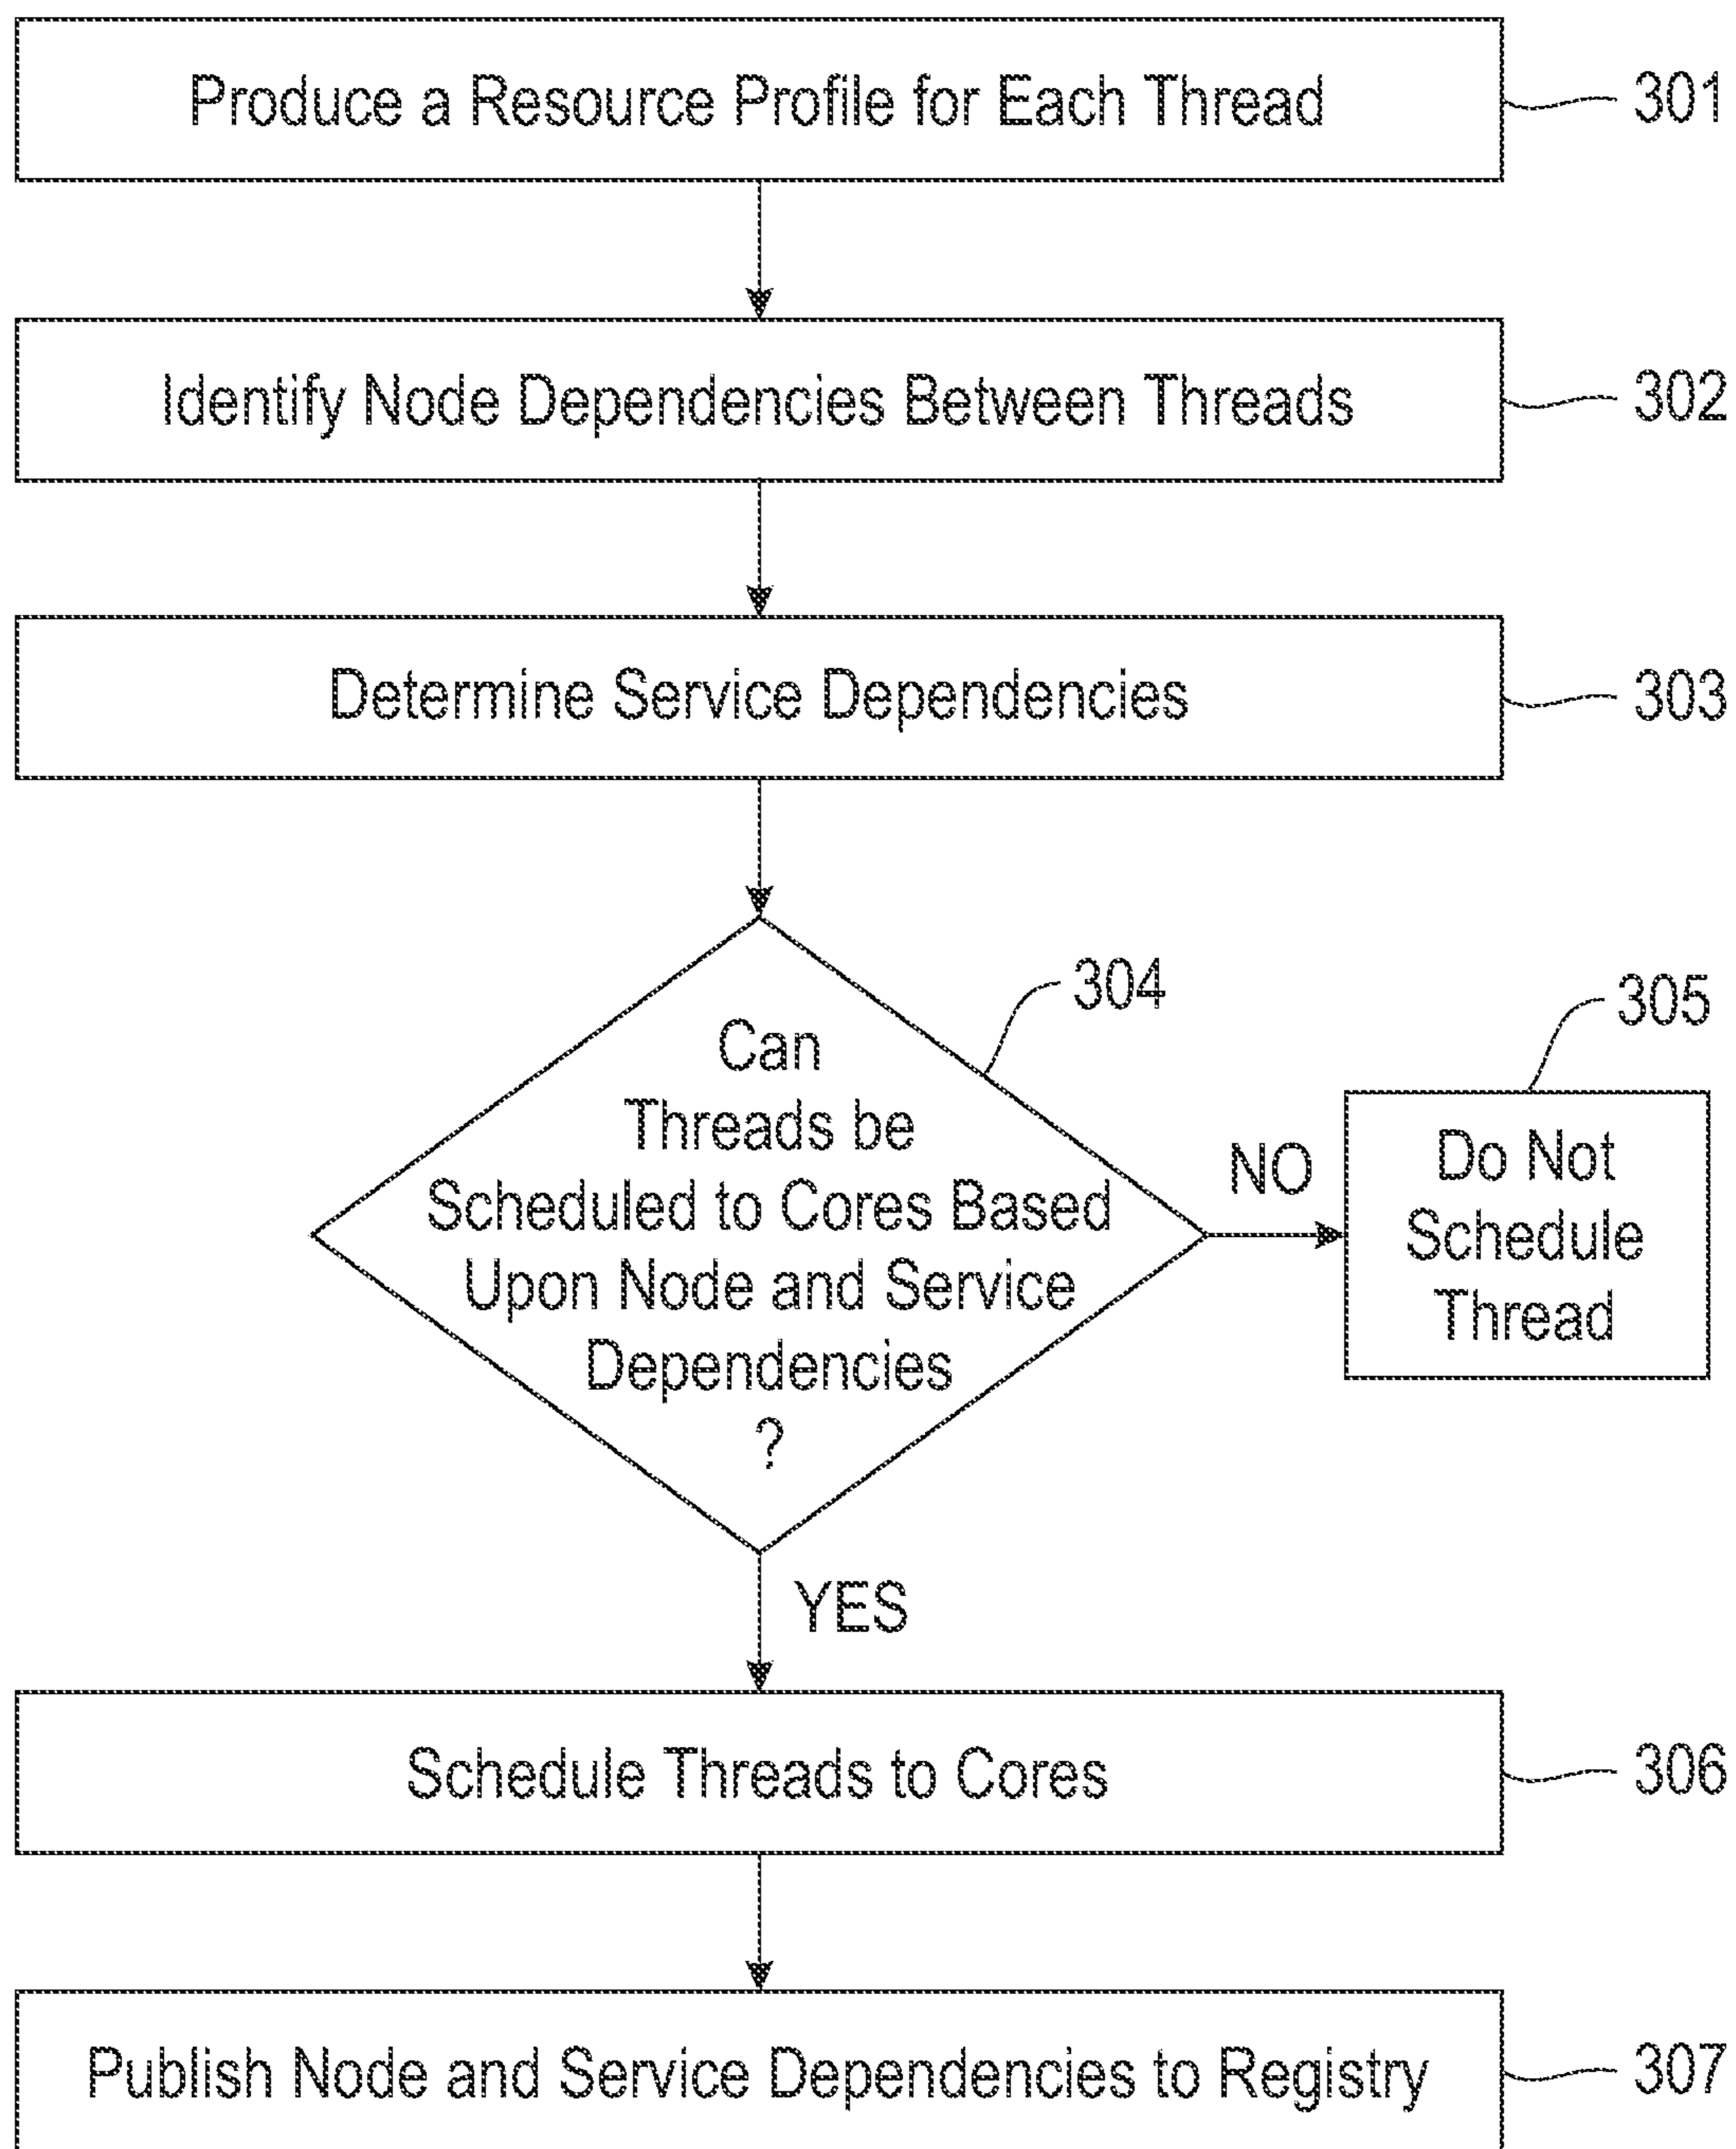 Produce a Resource Profile for Each Thread
301
Identify Node Dependencies Between Threads
302
Determine Service Dependencies
303
Can
Threads be
Scheduled to Cores Based
Upon Node and Service
Dependencies
?
304
NO
305
Do Not
Schedule
Thread
YES
Schedule Threads to Cores
306
Publish Node and Service Dependencies to Registry
307